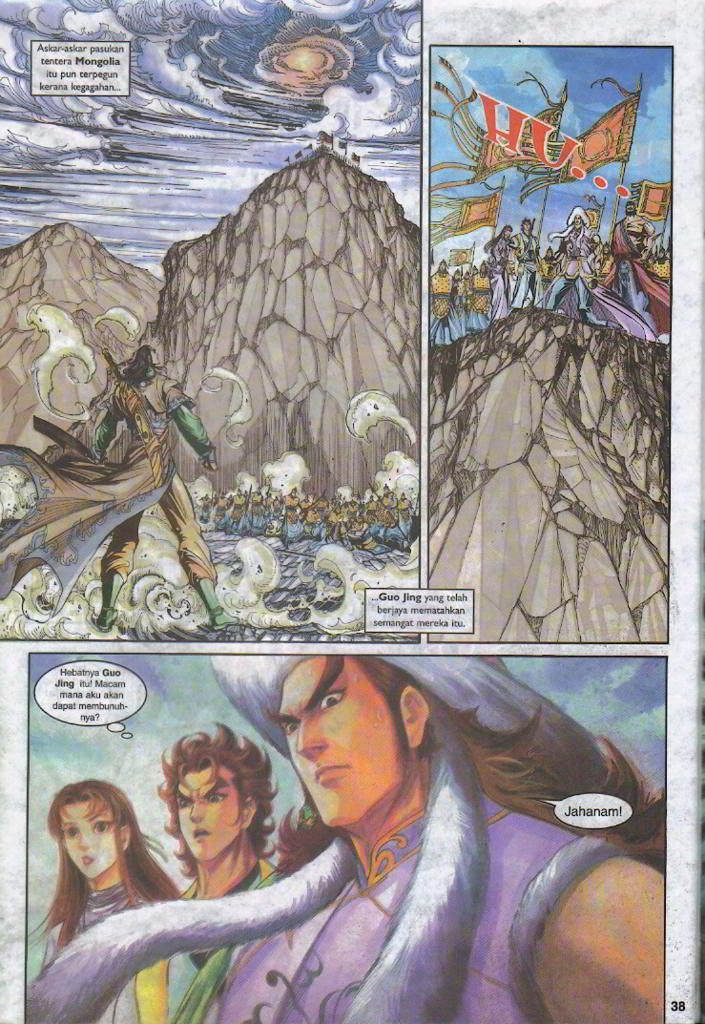 Askar-askar pasukan
tentera Mongolia
itu pun terpegun
kerana kegagahan...
HU...
...Guo Jing yang telah
berjaya mematahkan
semangat mereka itu.
Hebatnya Guo
Jing itu! Macam
mana aku akan
dapat membunuh-
nya?
Jahanam!
38